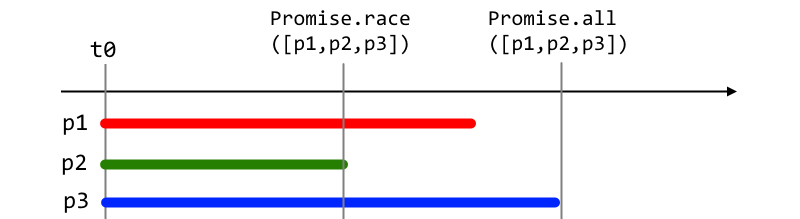 Promise.race
([p1,p2,p3])
Promise.all
([p1,p2,p3])
t0
p1
p2
p3